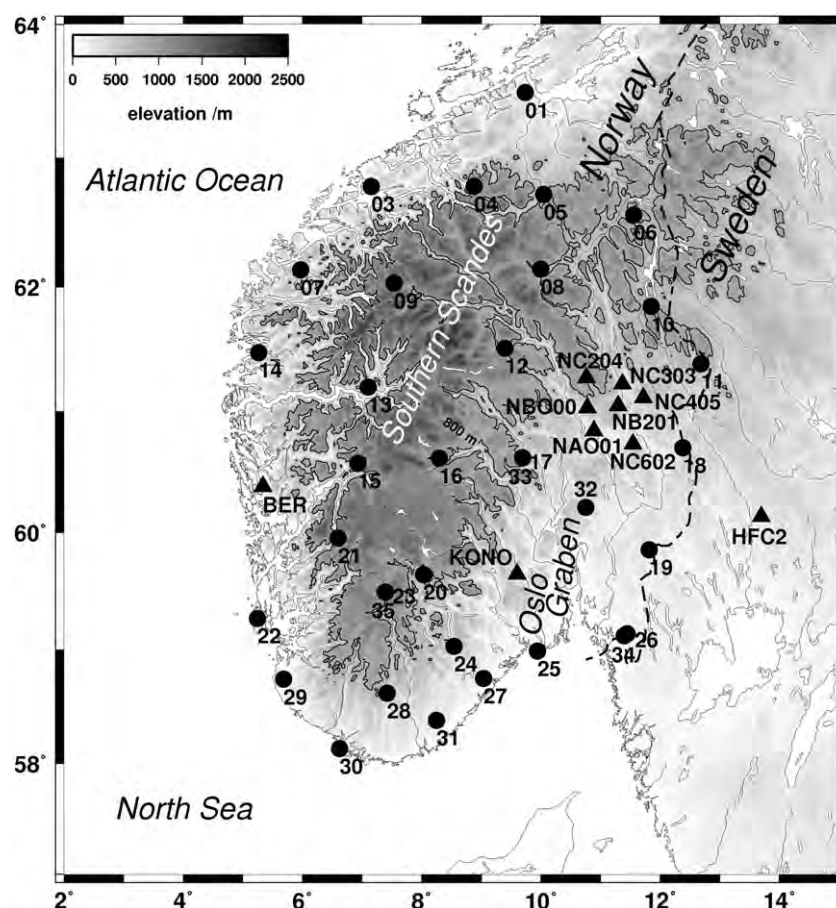 64°
0 500 1000 1500 2000 2500
elevation /m
01
Norway
Atlantic Ocean
03
04
05
Sweden
06
62°
07
09
08
Southern Scandes
10
14
12
NC204
NC303
11
13
NBO00
NC405
NB201
800 m
NAO01
NC602
15
16
17
33
18
BER
32
60°
HFC2
21
KONO
Oslo
Graben
19
20
23
35
22
24
25
26
34
29
28
27
31
58°
30
North Sea
2° 4° 6° 8° 10° 12° 14°